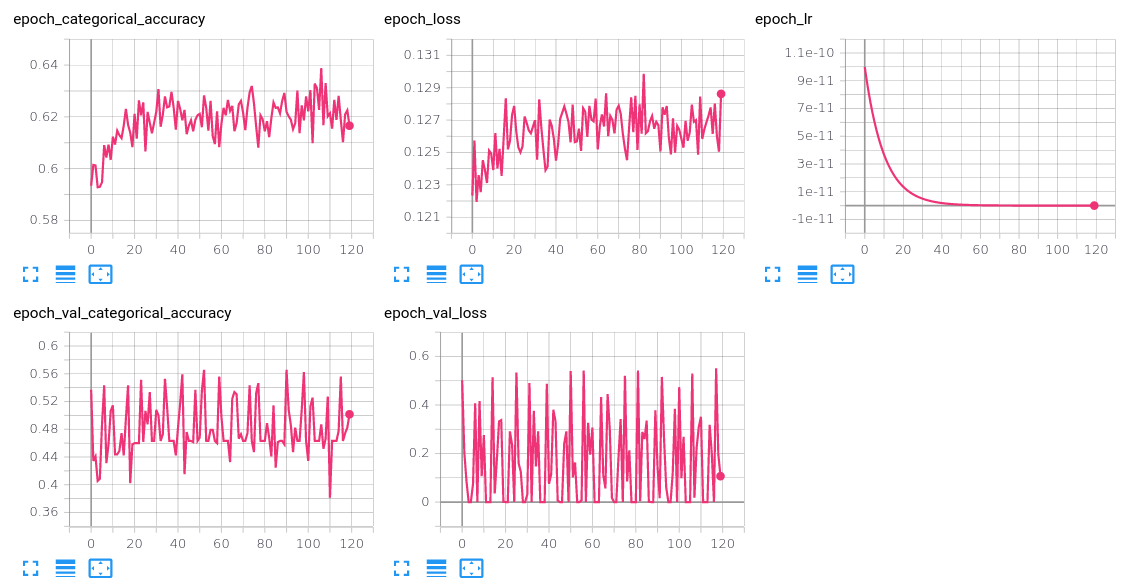 epoch_categorical_accuracy
0.64
0.62
0.6
0.58
0 20 40 60 80 100 120
epoch_loss
0.131
0.129
0.127
0.125
0.123
0.121
0 20 40 60 80 100 120
epoch_lr
1.1e-10
9e-11
7e-11
5e-11
3e-11
1e-11
-1e-11
0 20 40 60 80 100 120
epoch_val_categorical_accuracy
0.6
0.56
0.52
0.48
0.44
0.4
0.36
0 20 40 60 80 100 120
epoch_val_loss
0.6
0.4
0.2
0
0 20 40 60 80 100 120